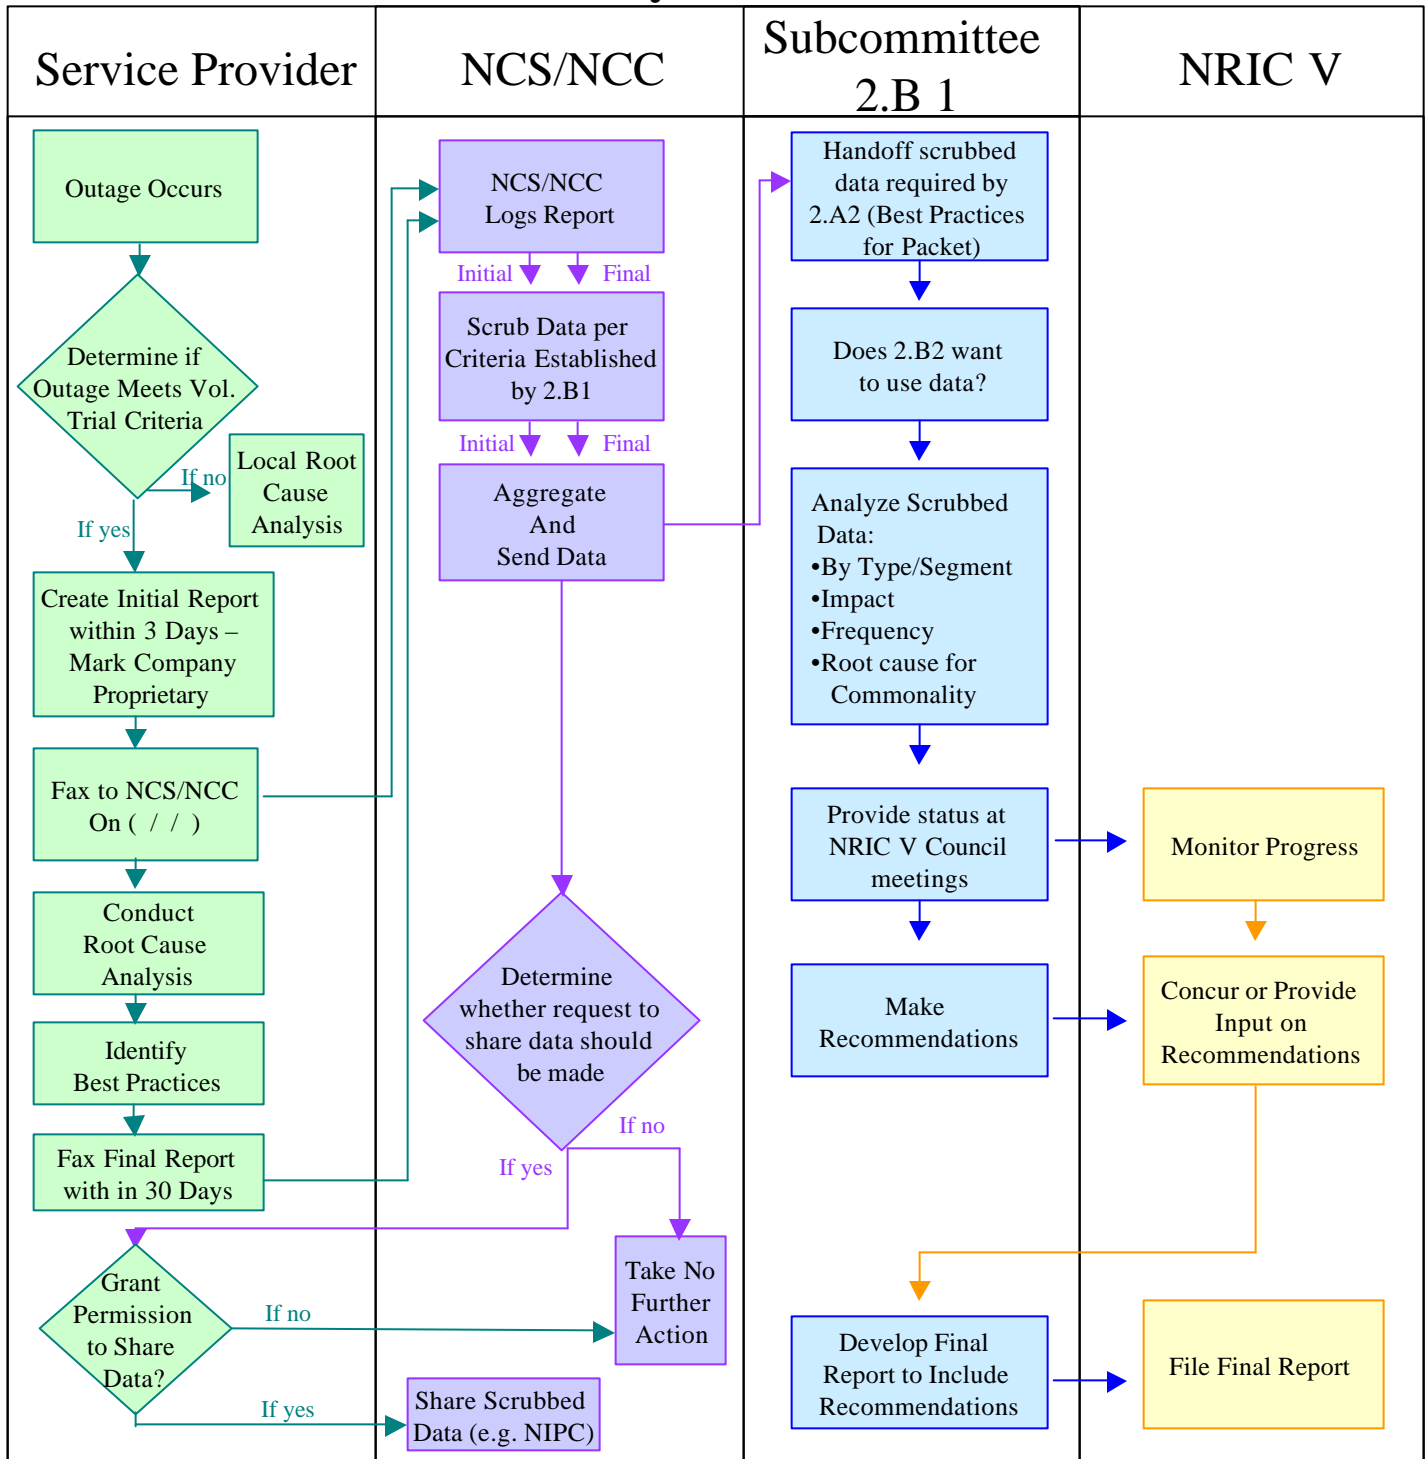 Service Provider
NCS/NCC
Subcommittee
2.B 1
NRIC V
Outage Occurs
Determine if
Outage Meets Vol.
Trial Criteria
If no
Local Root
Cause
Analysis
If yes
Create Initial Report
within 3 Days –
Mark Company
Proprietary
Fax to NCS/NCC
On ( / / )
Conduct
Root Cause
Analysis
Identify
Best Practices
Fax Final Report
with in 30 Days
Grant
Permission
to Share
Data?
If no
If yes
NCS/NCC
Logs Report
Initial
Final
Scrub Data per
Criteria Established
by 2.B1
Initial
Final
Aggregate
And
Send Data
Determine
whether request to
share data should
be made
If no
If yes
Take No
Further
Action
Share Scrubbed
Data (e.g. NIPC)
Handoff scrubbed
data required by
2.A2 (Best Practices
for Packet)
Does 2.B2 want
to use data?
Analyze Scrubbed
Data:
•By Type/Segment
•Impact
•Frequency
•Root cause for
Commonality
Provide status at
NRIC V Council
meetings
Make
Recommendations
Develop Final
Report to Include
Recommendations
Monitor Progress
Concur or Provide
Input on
Recommendations
File Final Report